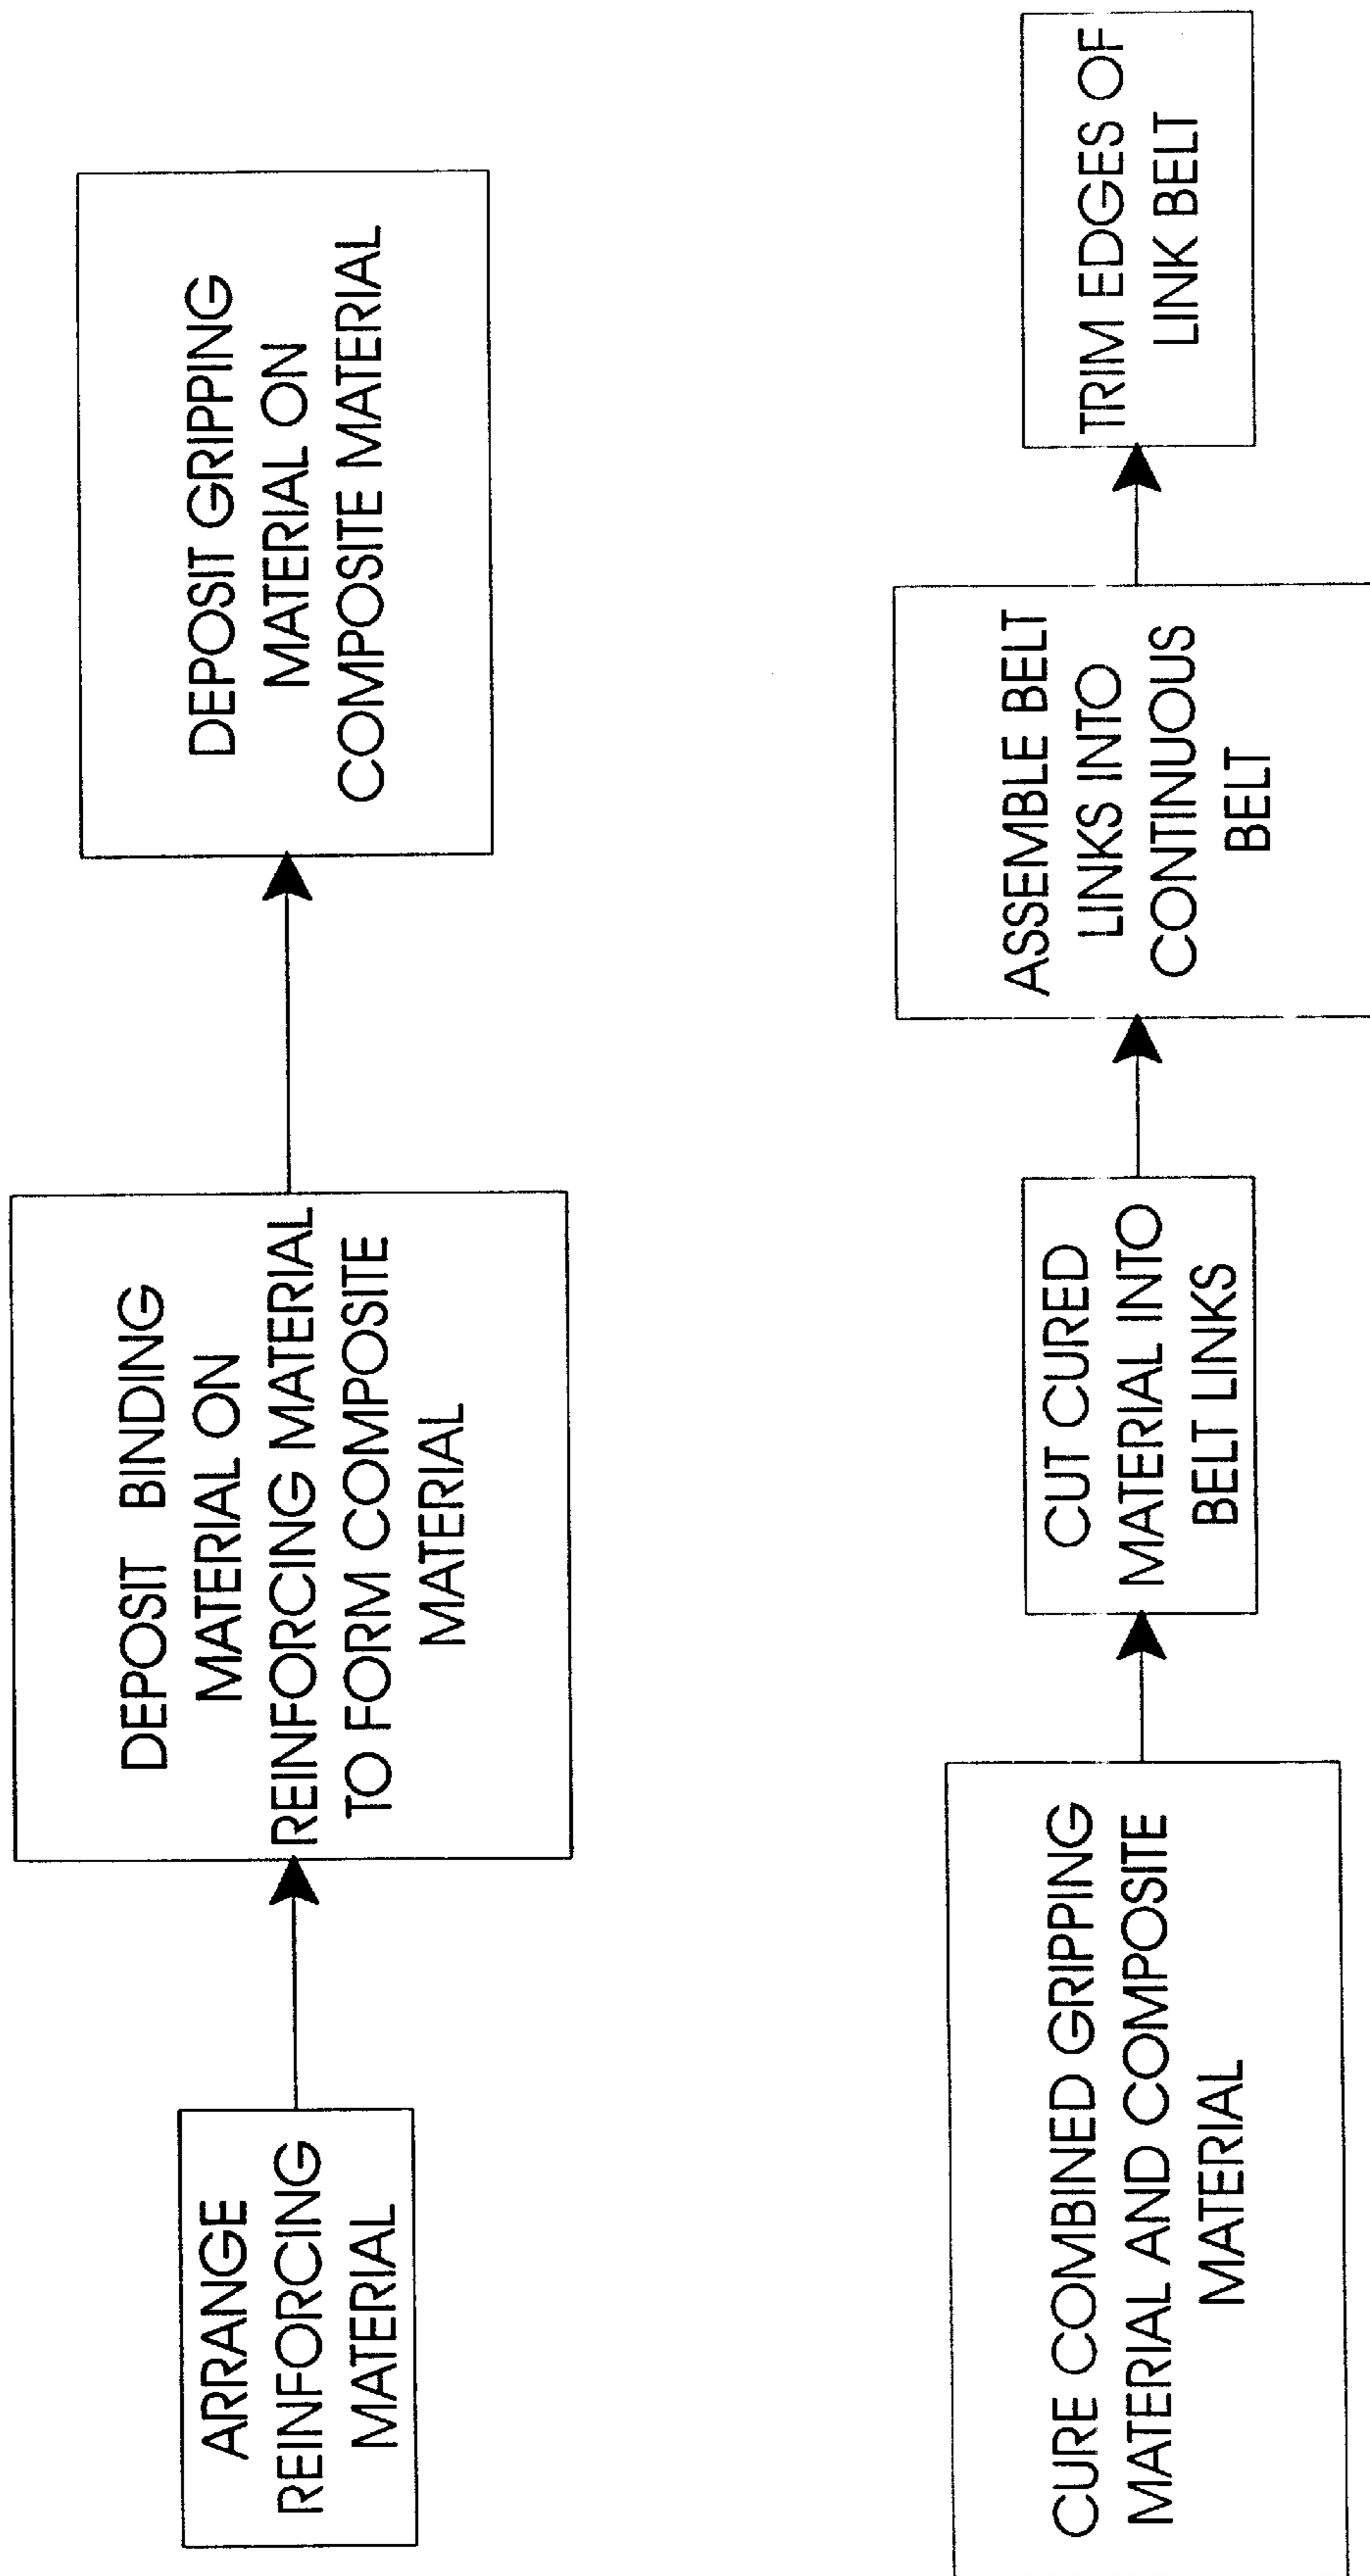 ARRANGE
REINFORCING
MATERIAL
DEPOSIT BINDING
MATERIAL ON
REINFORCING MATERIAL
TO FORM COMPOSITE
MATERIAL
DEPOSIT GRIPPING
MATERIAL ON
COMPOSITE MATERIAL
CURE COMBINED GRIPPING
MATERIAL AND COMPOSITE
MATERIAL
CUT CURED
MATERIAL INTO
BELT LINKS
ASSEMBLE BELT
LINKS INTO
CONTINUOUS
BELT
TRIM EDGES OF
LINK BELT